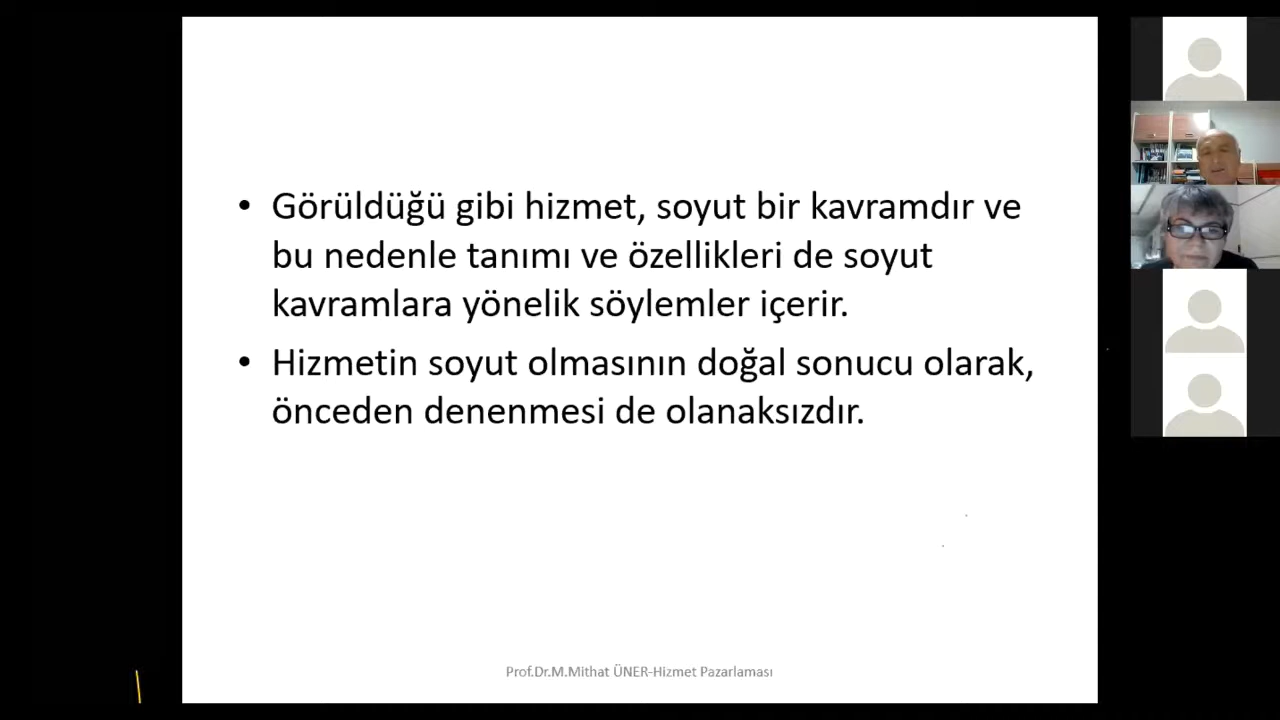 • Görüldüğü gibi hizmet, soyut bir kavramdır ve
bu nedenle tanımı ve özellikleri de soyut
kavramlara yönelik söylemler içerir.
• Hizmetin soyut olmasının doğal sonucu olarak,
önceden denenmesi de olanaksızdır.
Prof.Dr.M.Mithat ÜNER-Hizmet Pazarlaması